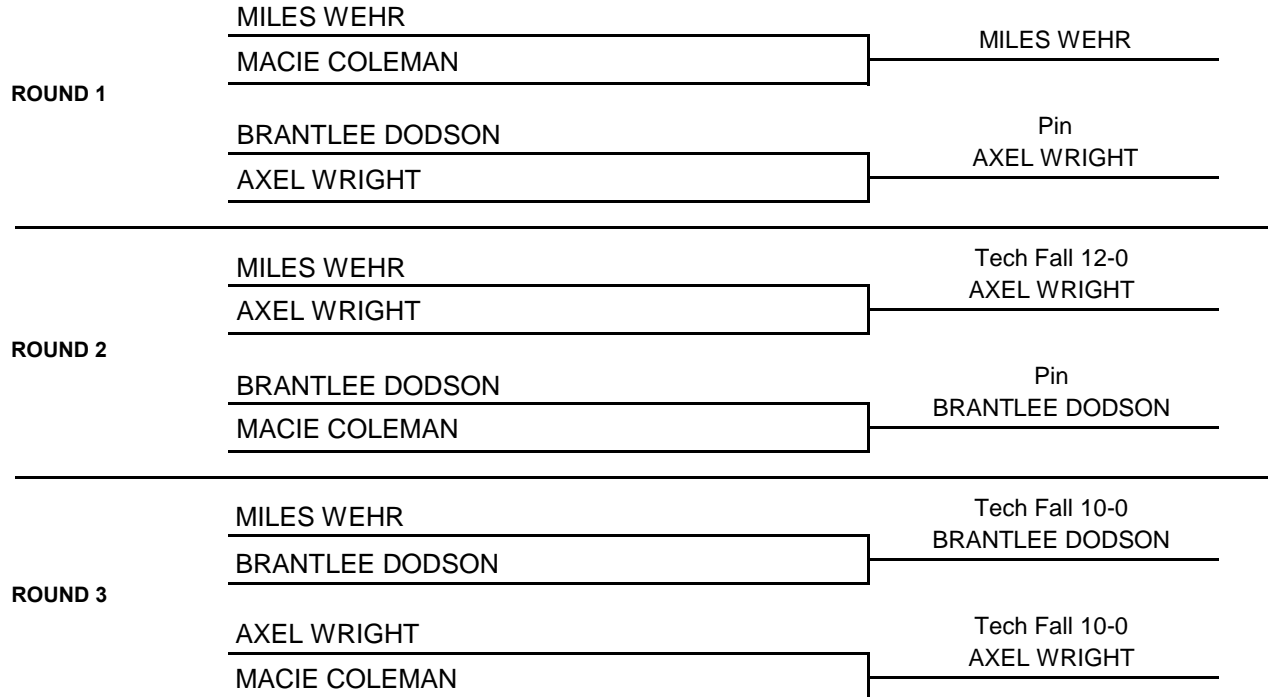 MILES WEHR
MILES WEHR
MACIE COLEMAN
ROUND 1
Pin
BRANTLEE DODSON
AXEL WRIGHT
AXEL WRIGHT
Tech Fall 12-0
MILES WEHR
AXEL WRIGHT
AXEL WRIGHT
ROUND 2
Pin
BRANTLEE DODSON
BRANTLEE DODSON
MACIE COLEMAN
Tech Fall 10-0
MILES WEHR
BRANTLEE DODSON
BRANTLEE DODSON
ROUND 3
Tech Fall 10-0
AXEL WRIGHT
AXEL WRIGHT
MACIE COLEMAN